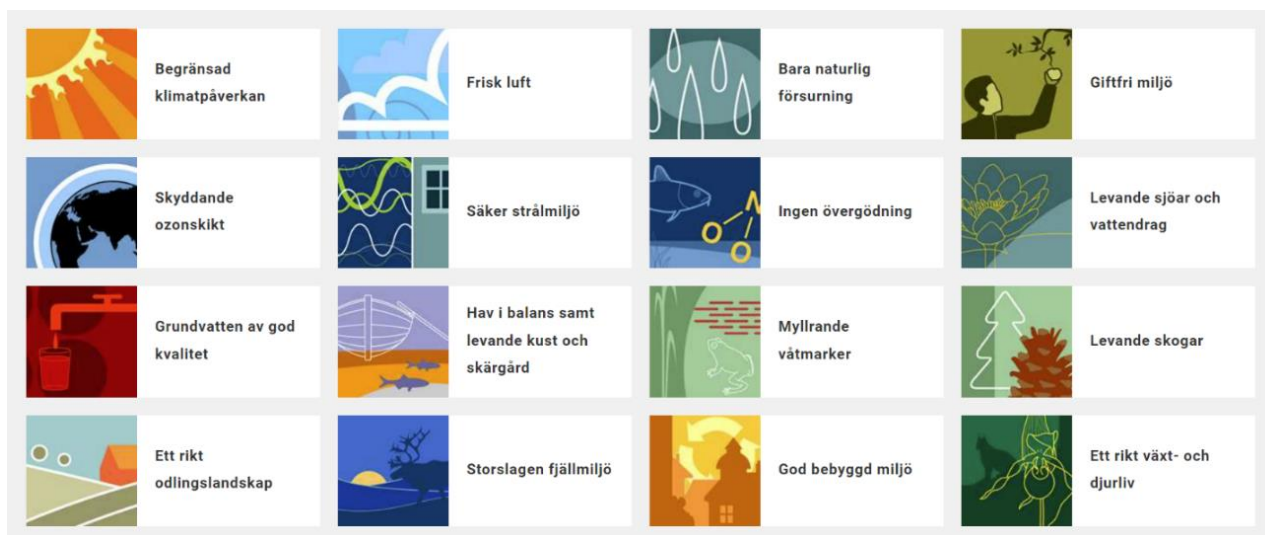 Begränsad
klimatpåverkan
Frisk luft
Bara naturlig
försurning
Giftfri miljö
Skyddande
ozonskikt
Säker strålmiljö
N
O
O
Ingen övergödning
Levande sjöar och
vattendrag
Grundvatten av god
kvalitet
Hav i balans samt
levande kust och
skärgård
Myllrande
våtmarker
Levande skogar
Ett rikt
odlingslandskap
Storslagen fjällmiljö
God bebyggd miljö
Ett rikt växt- och
djurliv